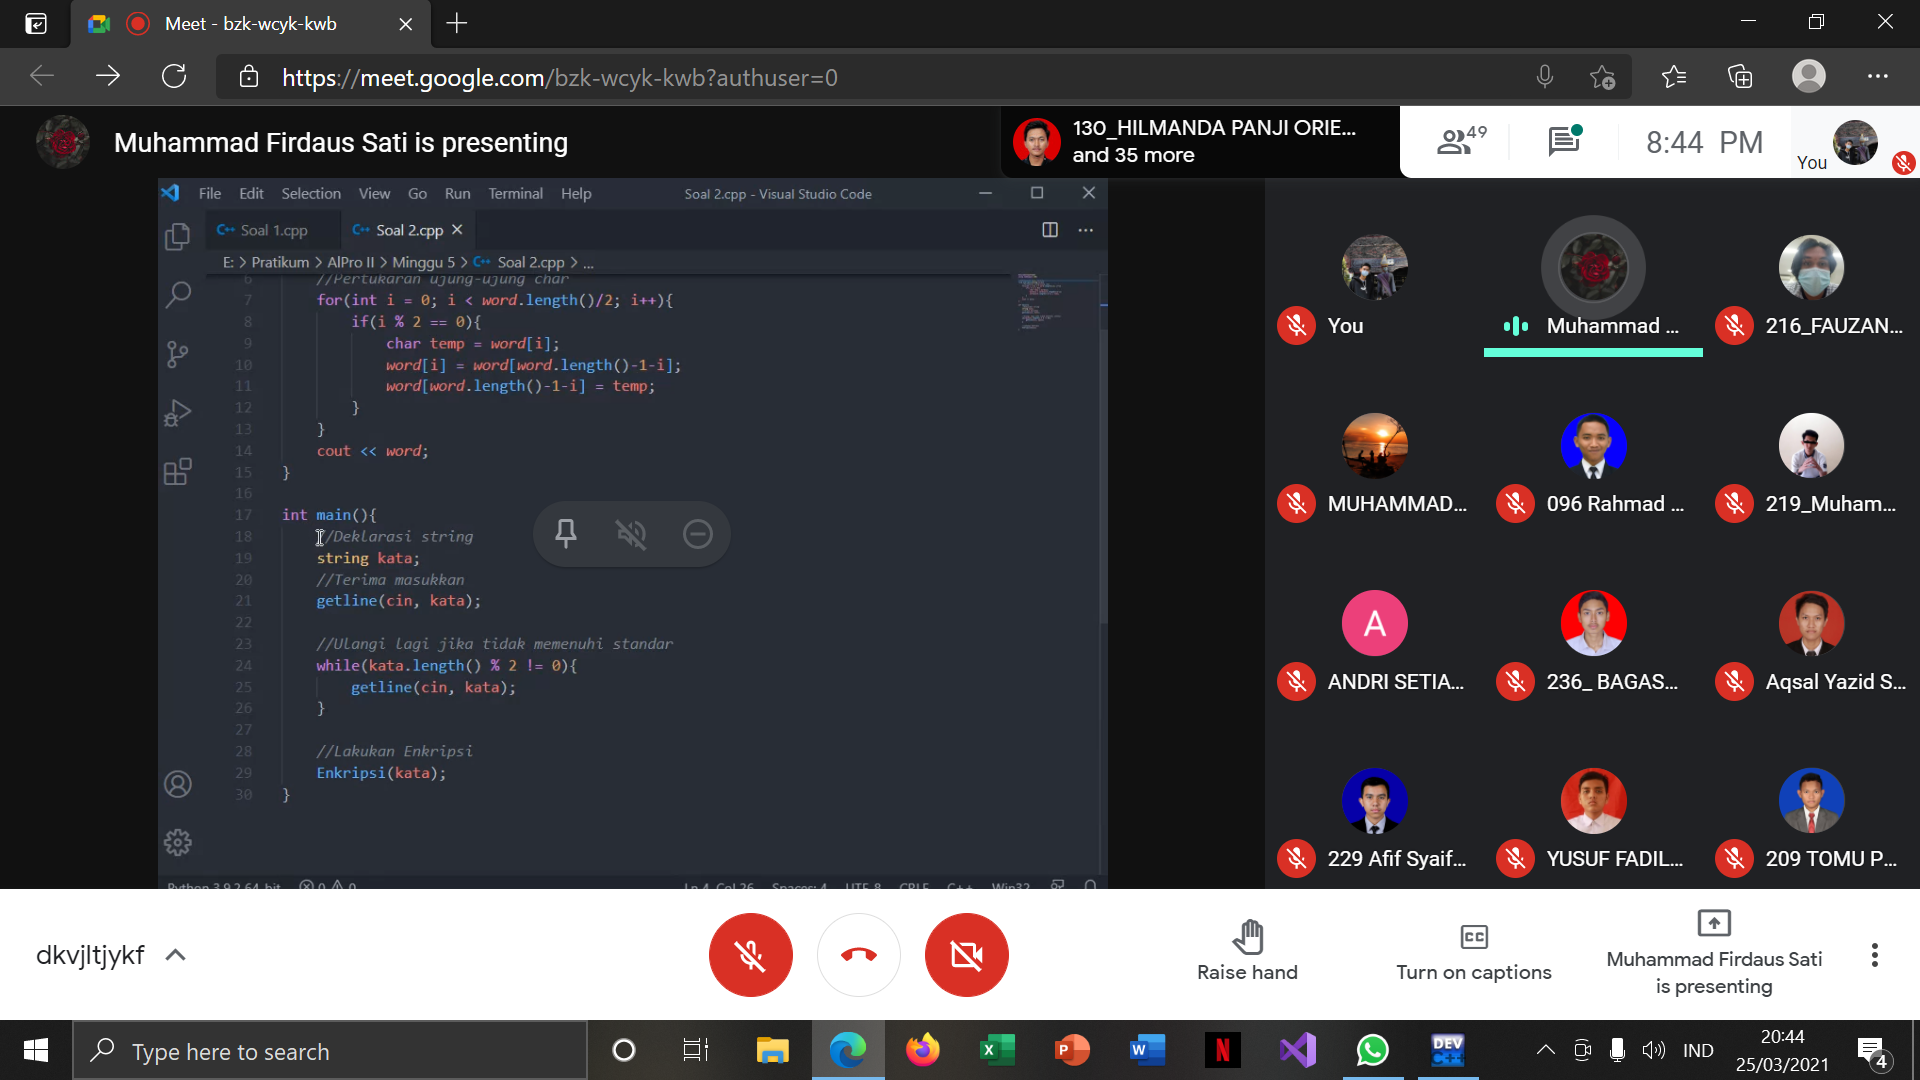 Meet - bzk-wcyk-kwb
https://meet.google.com/bzk-wcyk-kwb?authuser=0
Muhammad Firdaus Sati is presenting
130_HILMANDA PANJI ORIE...
and 35 more
49
8:44 PM
You
File Edit Selection View Go Run Terminal Help
Soal 2.cpp - Visual Studio Code
Soal 1.cpp
Soal 2.cpp
E: > Pratikum > AlPro II > Minggu 5 > Soal 2.cpp > ...
6 //Pertukaran ujung-ujung char
7 for(int i = 0; i < word.length()/2; i++){
8 if(i % 2 == 0){
9 char temp = word[i];
10 word[i] = word[word.length()-1-i];
11 word[word.length()-1-i] = temp;
12 }
13 }
14 cout << word;
15 }
16
17 int main(){
18 //Deklarasi string
19 string kata;
20 //Terima masukkan
21 getline(cin, kata);
22
23 //Ulangi lagi jika tidak memenuhi standar
24 while(kata.length() % 2 != 0){
25 getline(cin, kata);
26 }
27
28 //Lakukan Enkripsi
29 Enkripsi(kata);
30 }
Python 3.9.2 64-bit 0 0 Ln 4, Col 26 Spaces: 4 UTF-8 CRLF C++ Win32
You
Muhammad ...
216_FAUZAN...
MUHAMMAD...
096 Rahmad ...
219_Muham...
A
ANDRI SETIA...
236_ BAGAS...
Aqsal Yazid S...
229 Afif Syaif...
YUSUF FADIL...
209 TOMU P...
dkvjltjykf
Raise hand
CC
Turn on captions
Muhammad Firdaus Sati
is presenting
Type here to search
X
P
W
N
DEV
C++
IND
20:44
25/03/2021
4